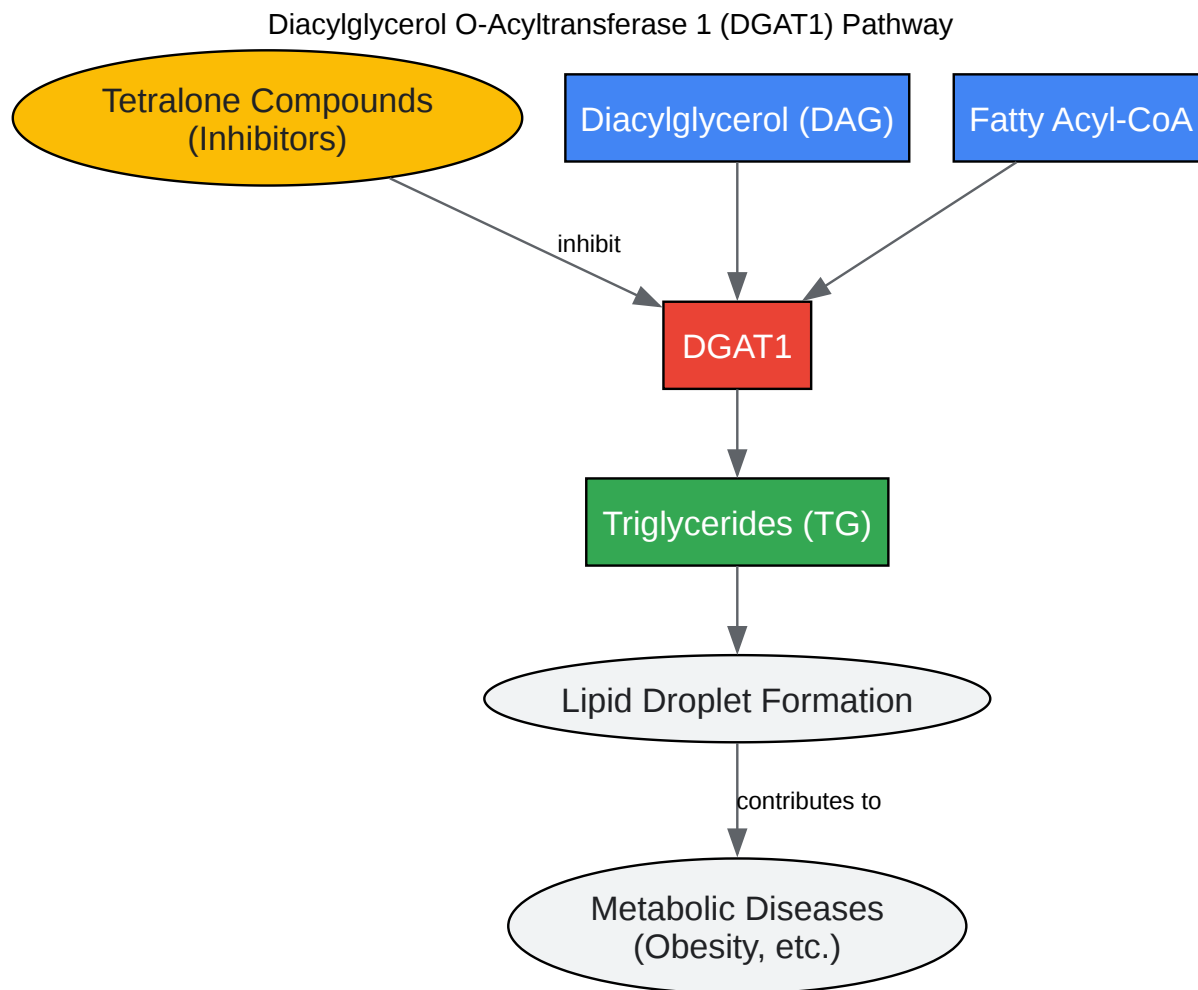 Diacylglycerol O-Acyltransferase 1 (DGAT1) Pathway
Tetralone Compounds
(Inhibitors)
Diacylglycerol (DAG)
Fatty Acyl-CoA
inhibit
DGAT1
Triglycerides (TG)
Lipid Droplet Formation
contributes to
Metabolic Diseases
(Obesity, etc.)